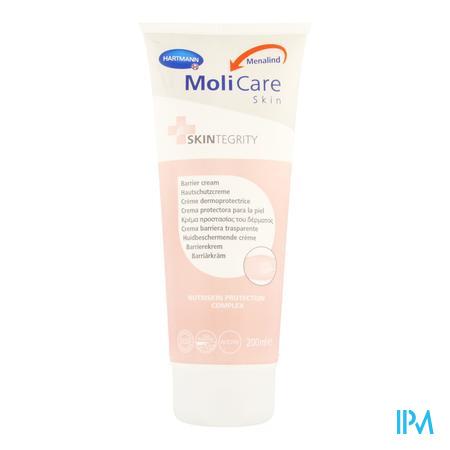 HARTMANN
Menalind
MoliCare
Skin
SKINTEGRITY
Barrier cream
Hautschutzcreme
Crème dermoprotectrice
Crema protectora para la piel
Κρέμα προστασίας του δέρματος
Crema barriera trasparente
Huidbeschermende crème
Barrierekrem
Barriärkräm
NUTRISKIN PROTECTION
COMPLEX
200ml e
IPM